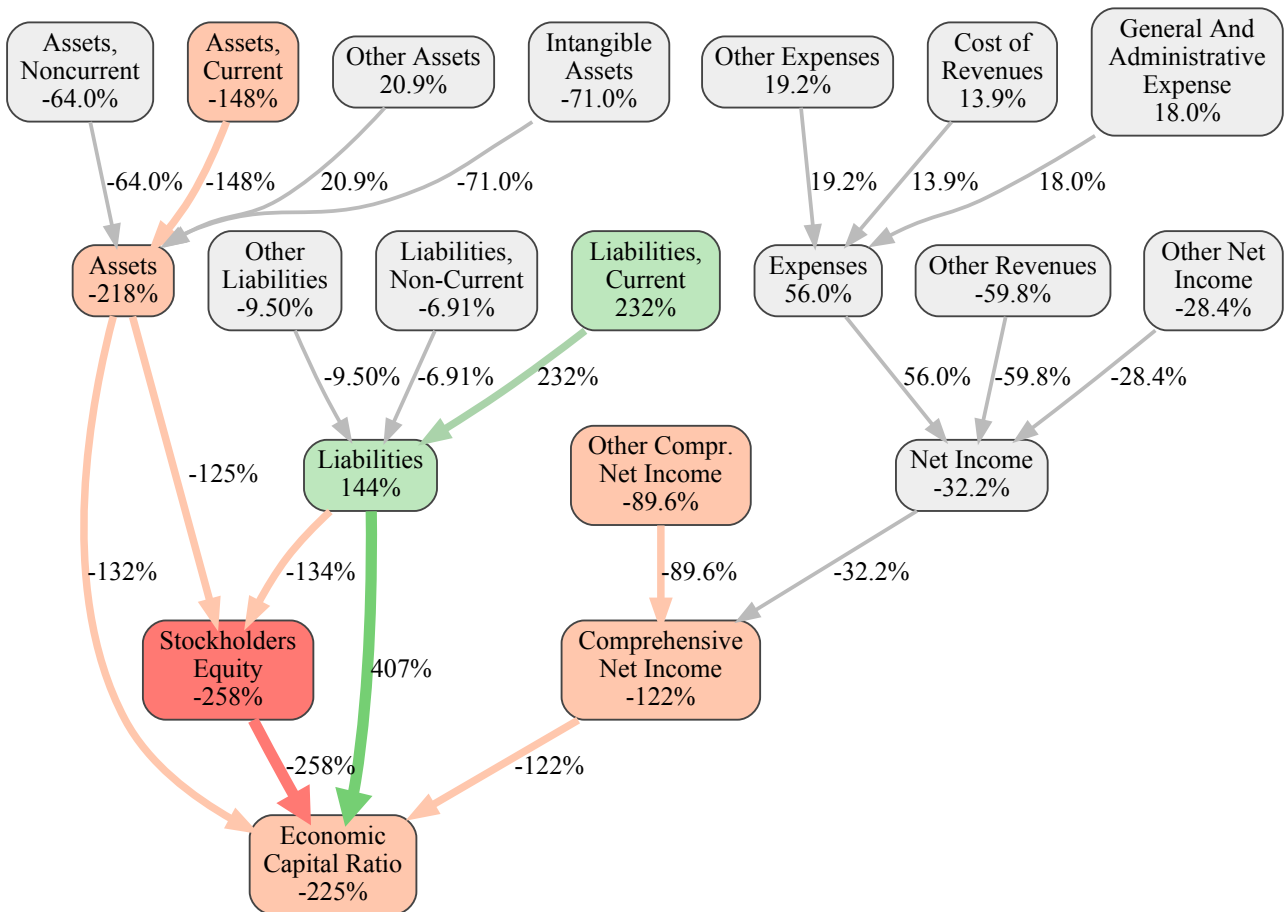 Assets,
Noncurrent
-64.0%
Assets,
Current
-148%
Other Assets
20.9%
Intangible
Assets
-71.0%
Other Expenses
19.2%
Cost of
Revenues
13.9%
General And
Administrative
Expense
18.0%
-64.0%
-148%
20.9%
-71.0%
19.2%
13.9%
18.0%
Assets
-218%
Other
Liabilities
-9.50%
Liabilities,
Non-Current
-6.91%
Liabilities,
Current
232%
Expenses
56.0%
Other Revenues
-59.8%
Other Net
Income
-28.4%
-9.50%
-6.91%
232%
56.0%
-59.8%
-28.4%
-125%
Liabilities
144%
Other Compr.
Net Income
-89.6%
Net Income
-32.2%
-132%
-134%
-89.6%
-32.2%
Stockholders
Equity
-258%
407%
Comprehensive
Net Income
-122%
-258%
-122%
Economic
Capital Ratio
-225%